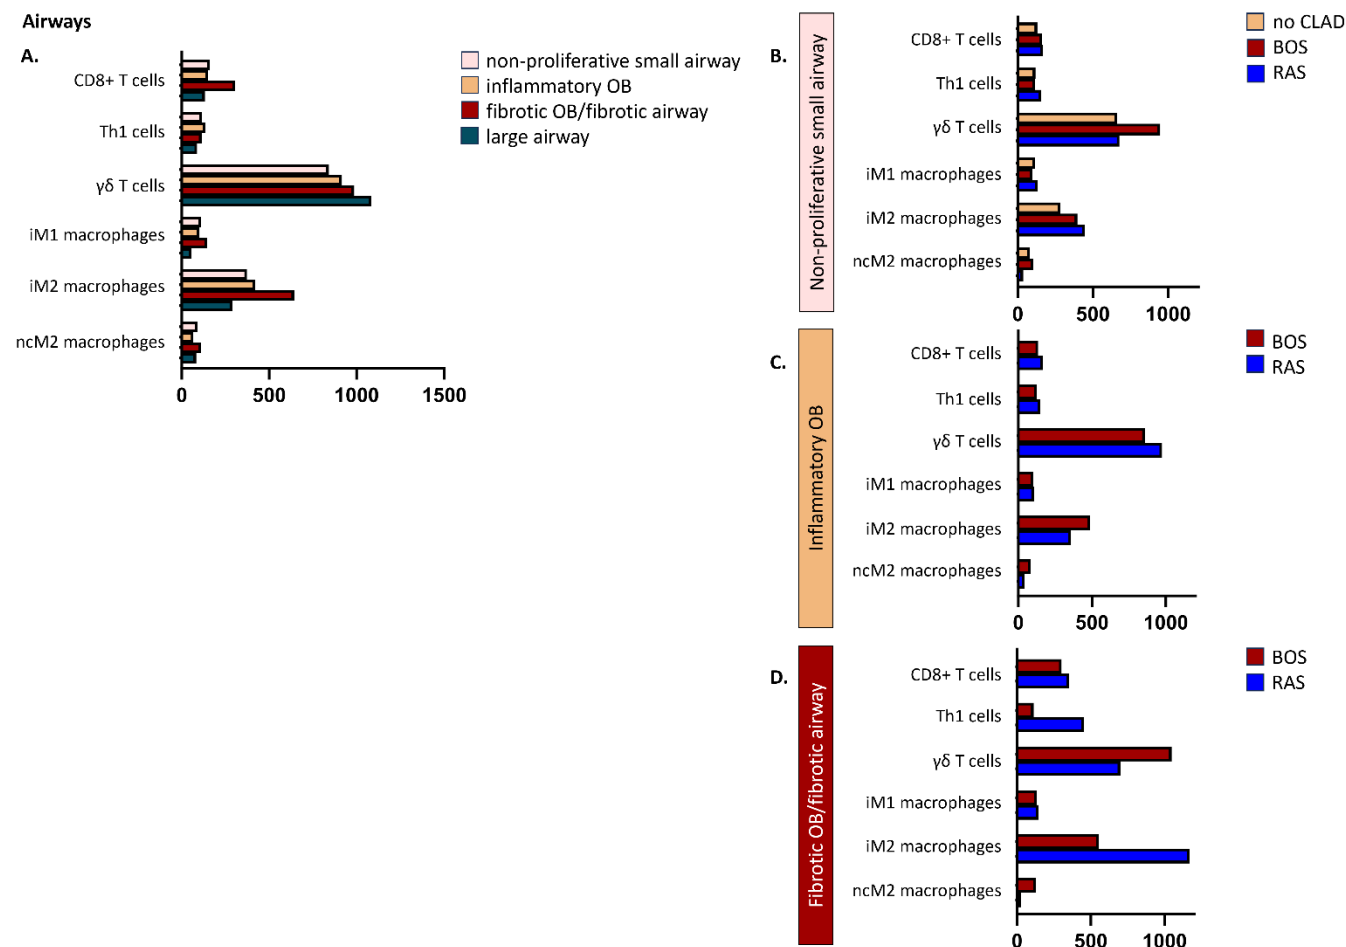 Airways
A.
CD8+ T cells
Th1 cells
γδ T cells
iM1 macrophages
iM2 macrophages
ncM2 macrophages
0 500 1000 1500
non-proliferative small airway
inflammatory OB
fibrotic OB/fibrotic airway
large airway
B.
Non-proliferative small airway
CD8+ T cells
Th1 cells
γδ T cells
iM1 macrophages
iM2 macrophages
ncM2 macrophages
0 500 1000
no CLAD
BOS
RAS
C.
Inflammatory OB
CD8+ T cells
Th1 cells
γδ T cells
iM1 macrophages
iM2 macrophages
ncM2 macrophages
0 500 1000
BOS
RAS
D.
Fibrotic OB/fibrotic airway
CD8+ T cells
Th1 cells
γδ T cells
iM1 macrophages
iM2 macrophages
ncM2 macrophages
0 500 1000
BOS
RAS